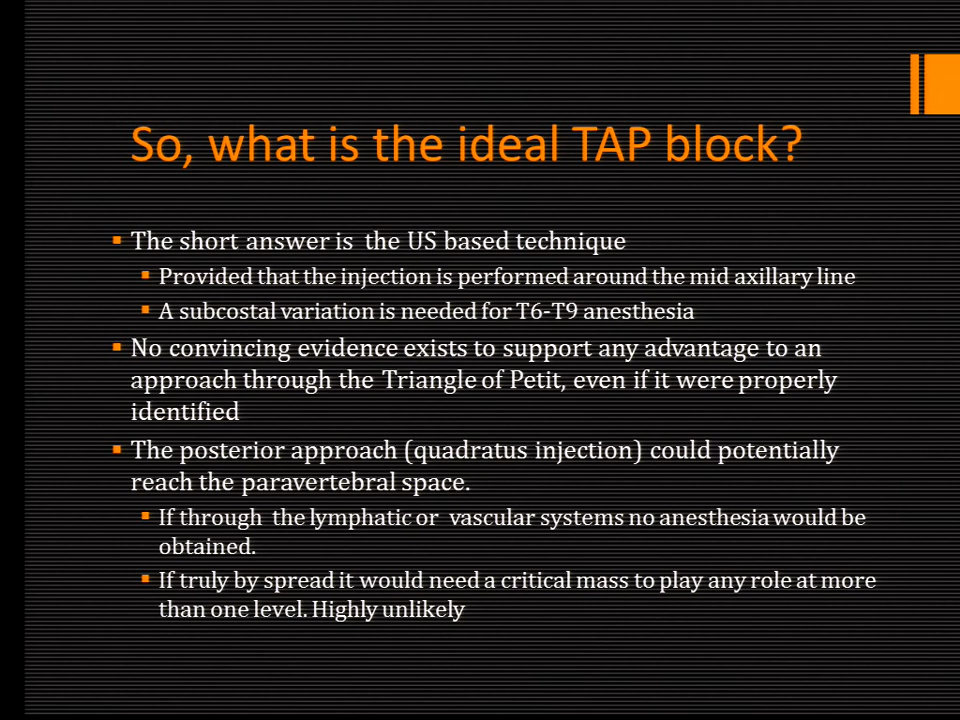 So, what is the ideal TAP block?
The short answer is the US based technique
Provided that the injection is performed around the mid axillary line
A subcostal variation is needed for T6-T9 anesthesia
No convincing evidence exists to support any advantage to an
approach through the Triangle of Petit, even if it were properly
identified
The posterior approach (quadratus injection) could potentially
reach the paravertebral space.
If through the lymphatic or vascular systems no anesthesia would be
obtained.
If truly by spread it would need a critical mass to play any role at more
than one level. Highly unlikely